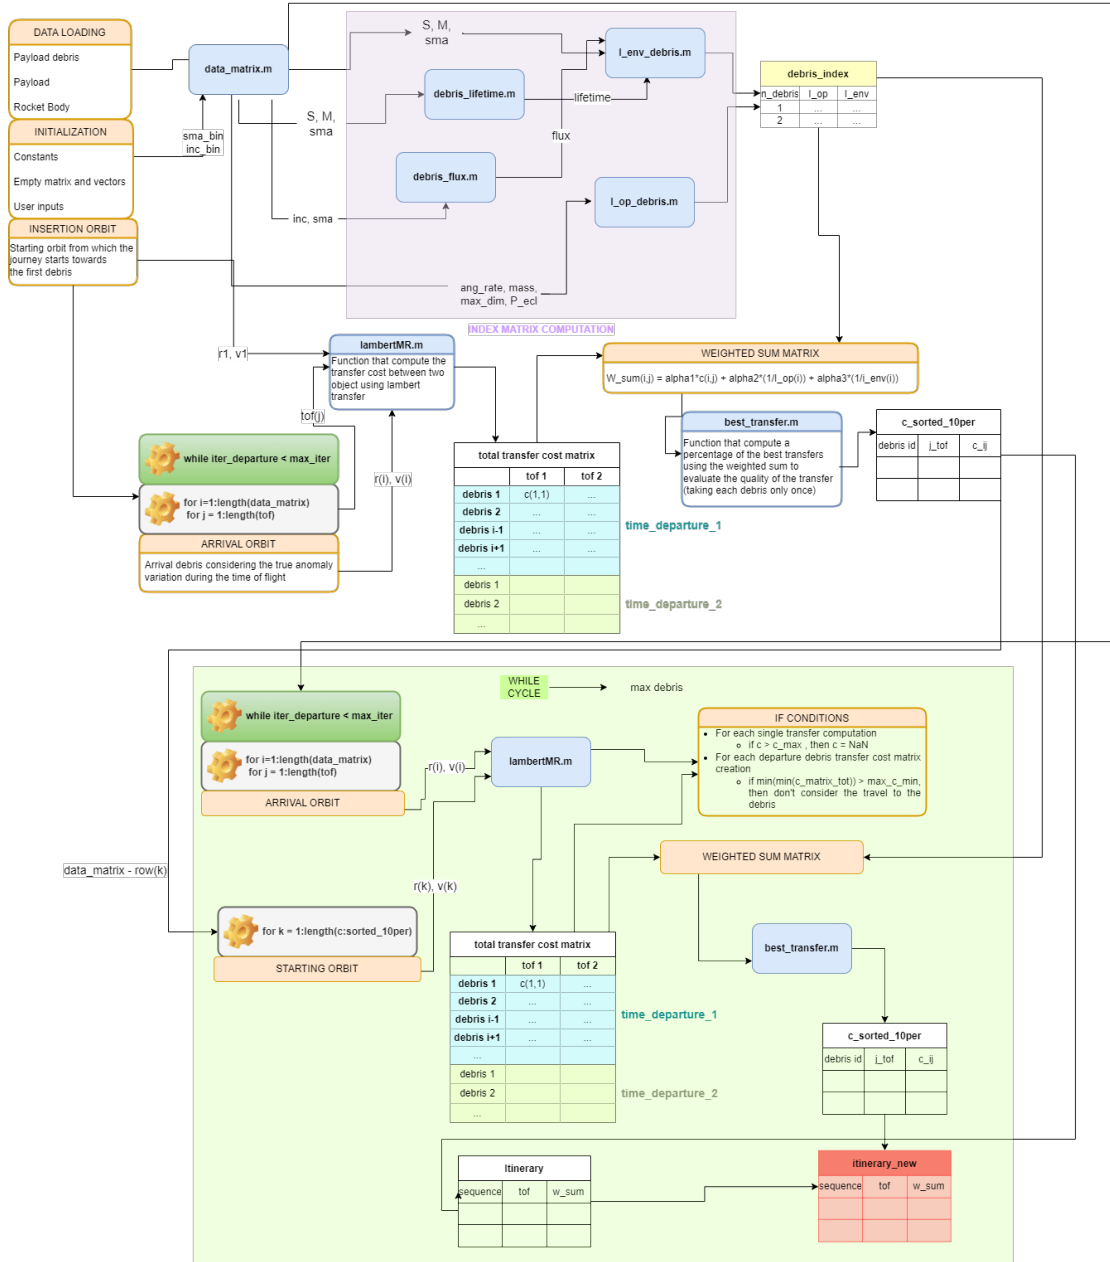 DATA LOADING
Payload debris
Payload
Rocket Body
INITIALIZATION
Constants
Empty matrix and vectors
User inputs
INSERTION ORBIT
Starting orbit from which the
journey starts towards
the first debris
data_matrix.m
sma_bin
inc_bin
S, M,
sma
S, M,
sma
inc, sma
ang_rate, mass,
max_dim, P_ecl
debris_lifetime.m
debris_flux.m
lifetime
flux
I_env_debris.m
I_op_debris.m
INDEX MATRIX COMPUTATION
debris_index
n_debris I_op I_env
1 ... ...
2 ... ...
r1, v1
lambertMR.m
Function that compute the
transfer cost between two
object using lambert
transfer
tof(j)
r(i), v(i)
while iter_departure < max_iter
for i=1:length(data_matrix)
for j = 1:length(tof)
ARRIVAL ORBIT
Arrival debris considering the true anomaly
variation during the time of flight
WEIGHTED SUM MATRIX
W_sum(i,j) = alpha1*c(i,j) + alpha2*(1/I_op(i)) + alpha3*(1/i_env(i))
best_transfer.m
Function that compute a
percentage of the best transfers
using the weighted sum to
evaluate the quality of the transfer
(taking each debris only once)
c_sorted_10per
debris id j_tof c_ij
total transfer cost matrix
tof 1 tof 2
debris 1 c(1,1) ...
debris 2 ... ...
debris i-1 ... ...
debris i+1 ... ...
...
debris 1
debris 2
...
time_departure_1
time_departure_2
WHILE
CYCLE
max debris
while iter_departure < max_iter
for i=1:length(data_matrix)
for j = 1:length(tof)
ARRIVAL ORBIT
r(i), v(i)
lambertMR.m
IF CONDITIONS
• For each single transfer computation
○ if c > c_max , then c = NaN
• For each departure debris transfer cost matrix
creation
○ if min(min(c_matrix_tot)) > max_c_min,
then don't consider the travel to the
debris
data_matrix - row(k)
r(k), v(k)
WEIGHTED SUM MATRIX
for k = 1:length(c:sorted_10per)
STARTING ORBIT
best_transfer.m
total transfer cost matrix
tof 1 tof 2
debris 1 c(1,1) ...
debris 2 ... ...
debris i-1 ... ...
debris i+1 ... ...
...
debris 1
debris 2
...
time_departure_1
time_departure_2
c_sorted_10per
debris id j_tof c_ij
Itinerary
sequence tof w_sum
itinerary_new
sequence tof w_sum